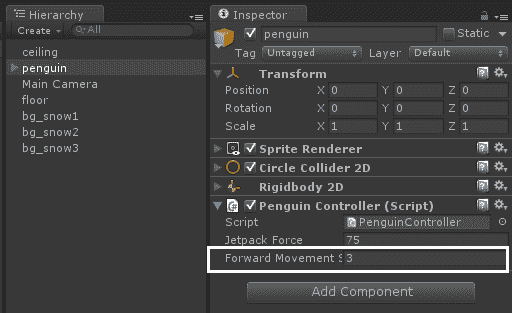 Hierarchy
Create All
ceiling
penguin
Main Camera
floor
bg_snow1
bg_snow2
bg_snow3
Inspector
penguin Static
Tag Untagged Layer Default
Transform
Position X 0 Y 0 Z 0
Rotation X 0 Y 0 Z 0
Scale X 1 Y 1 Z 1
Sprite Renderer
Circle Collider 2D
Rigidbody 2D
Penguin Controller (Script)
Script PenguinController
Jetpack Force 75
Forward Movement S 3
Add Component